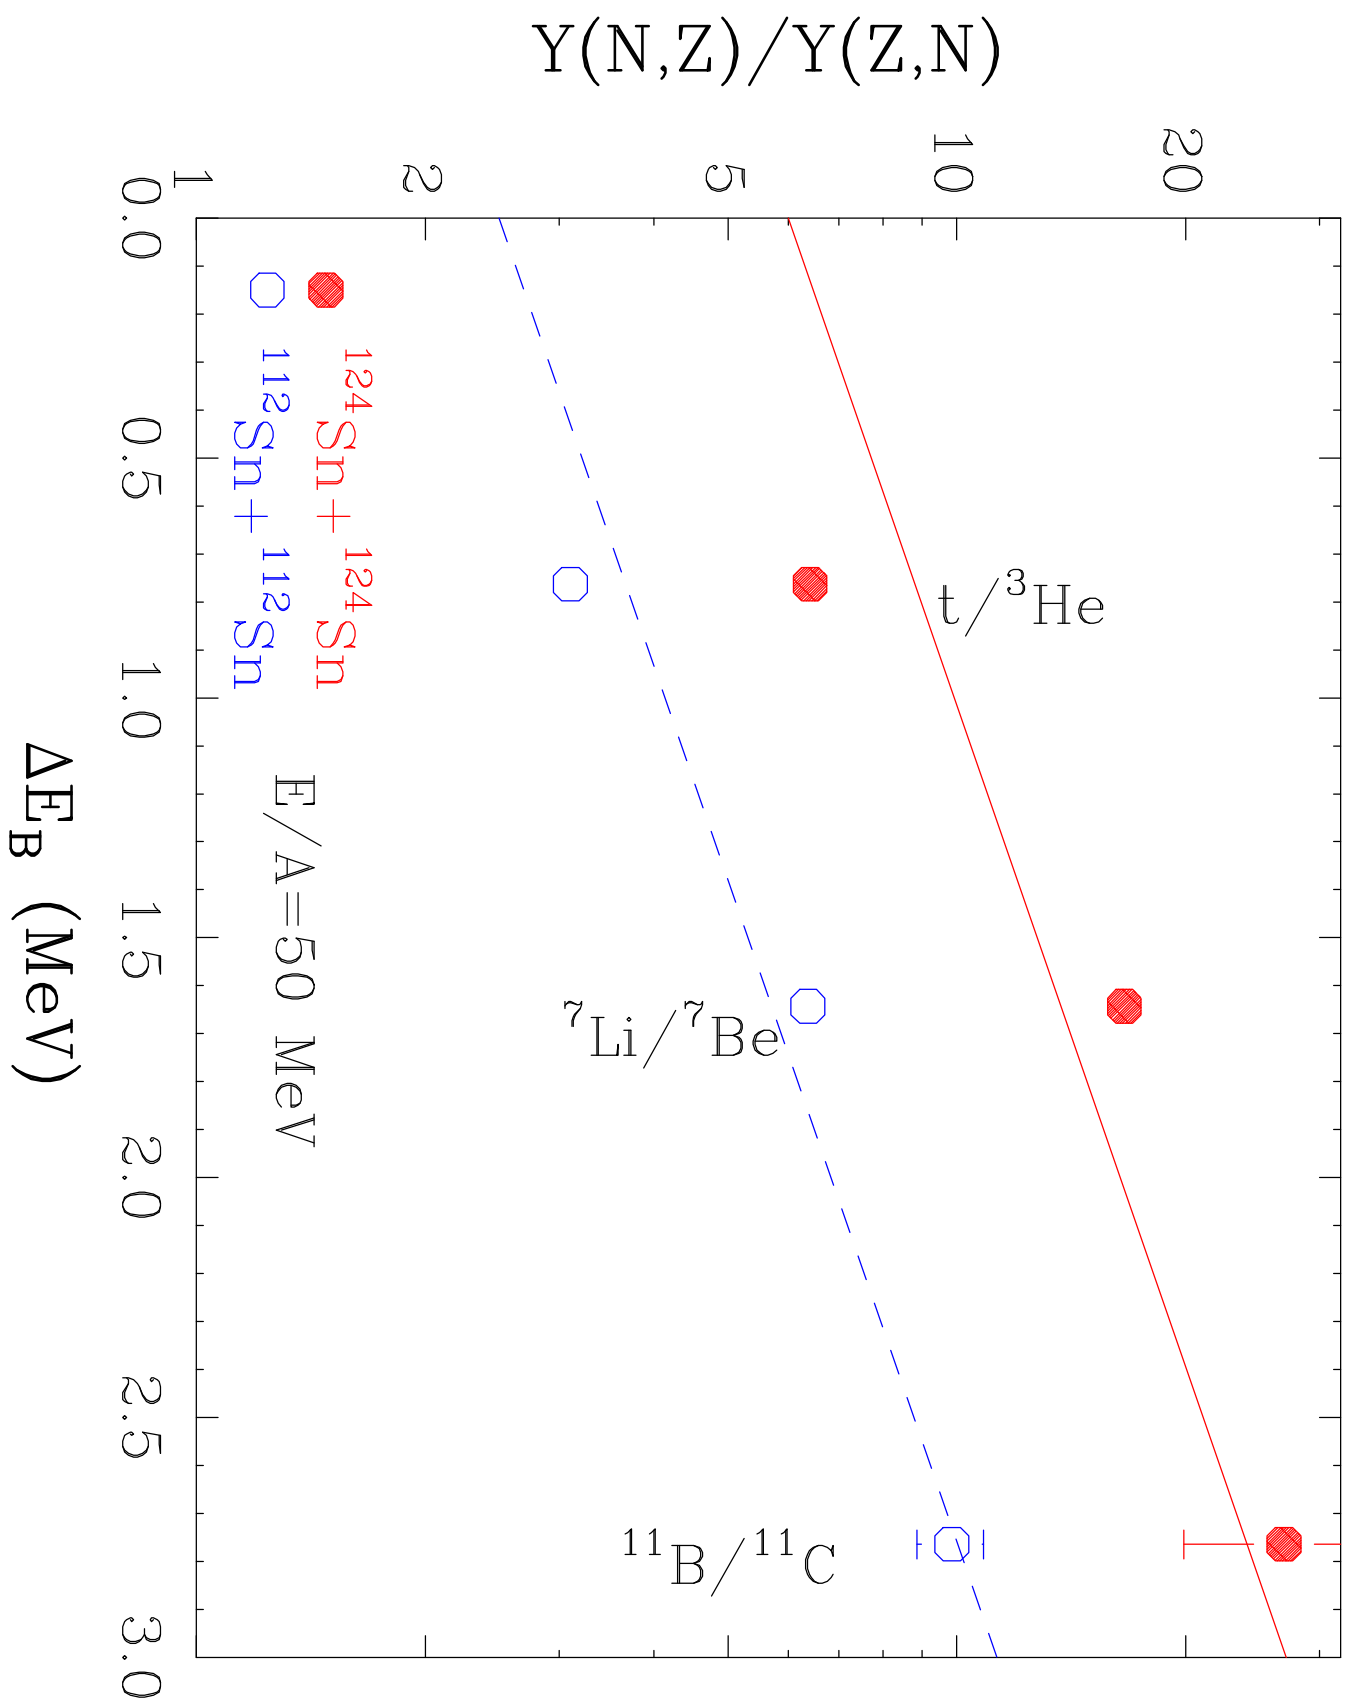 Y(N,Z)/Y(Z,N)
20
10
5
2
1
t/³He
⁷Li/⁷Be
¹¹B/¹¹C
¹²⁴Sn+¹²⁴Sn
¹¹²Sn+¹¹²Sn
E/A=50 MeV
0.0 0.5 1.0 1.5 2.0 2.5 3.0
ΔE_B (MeV)